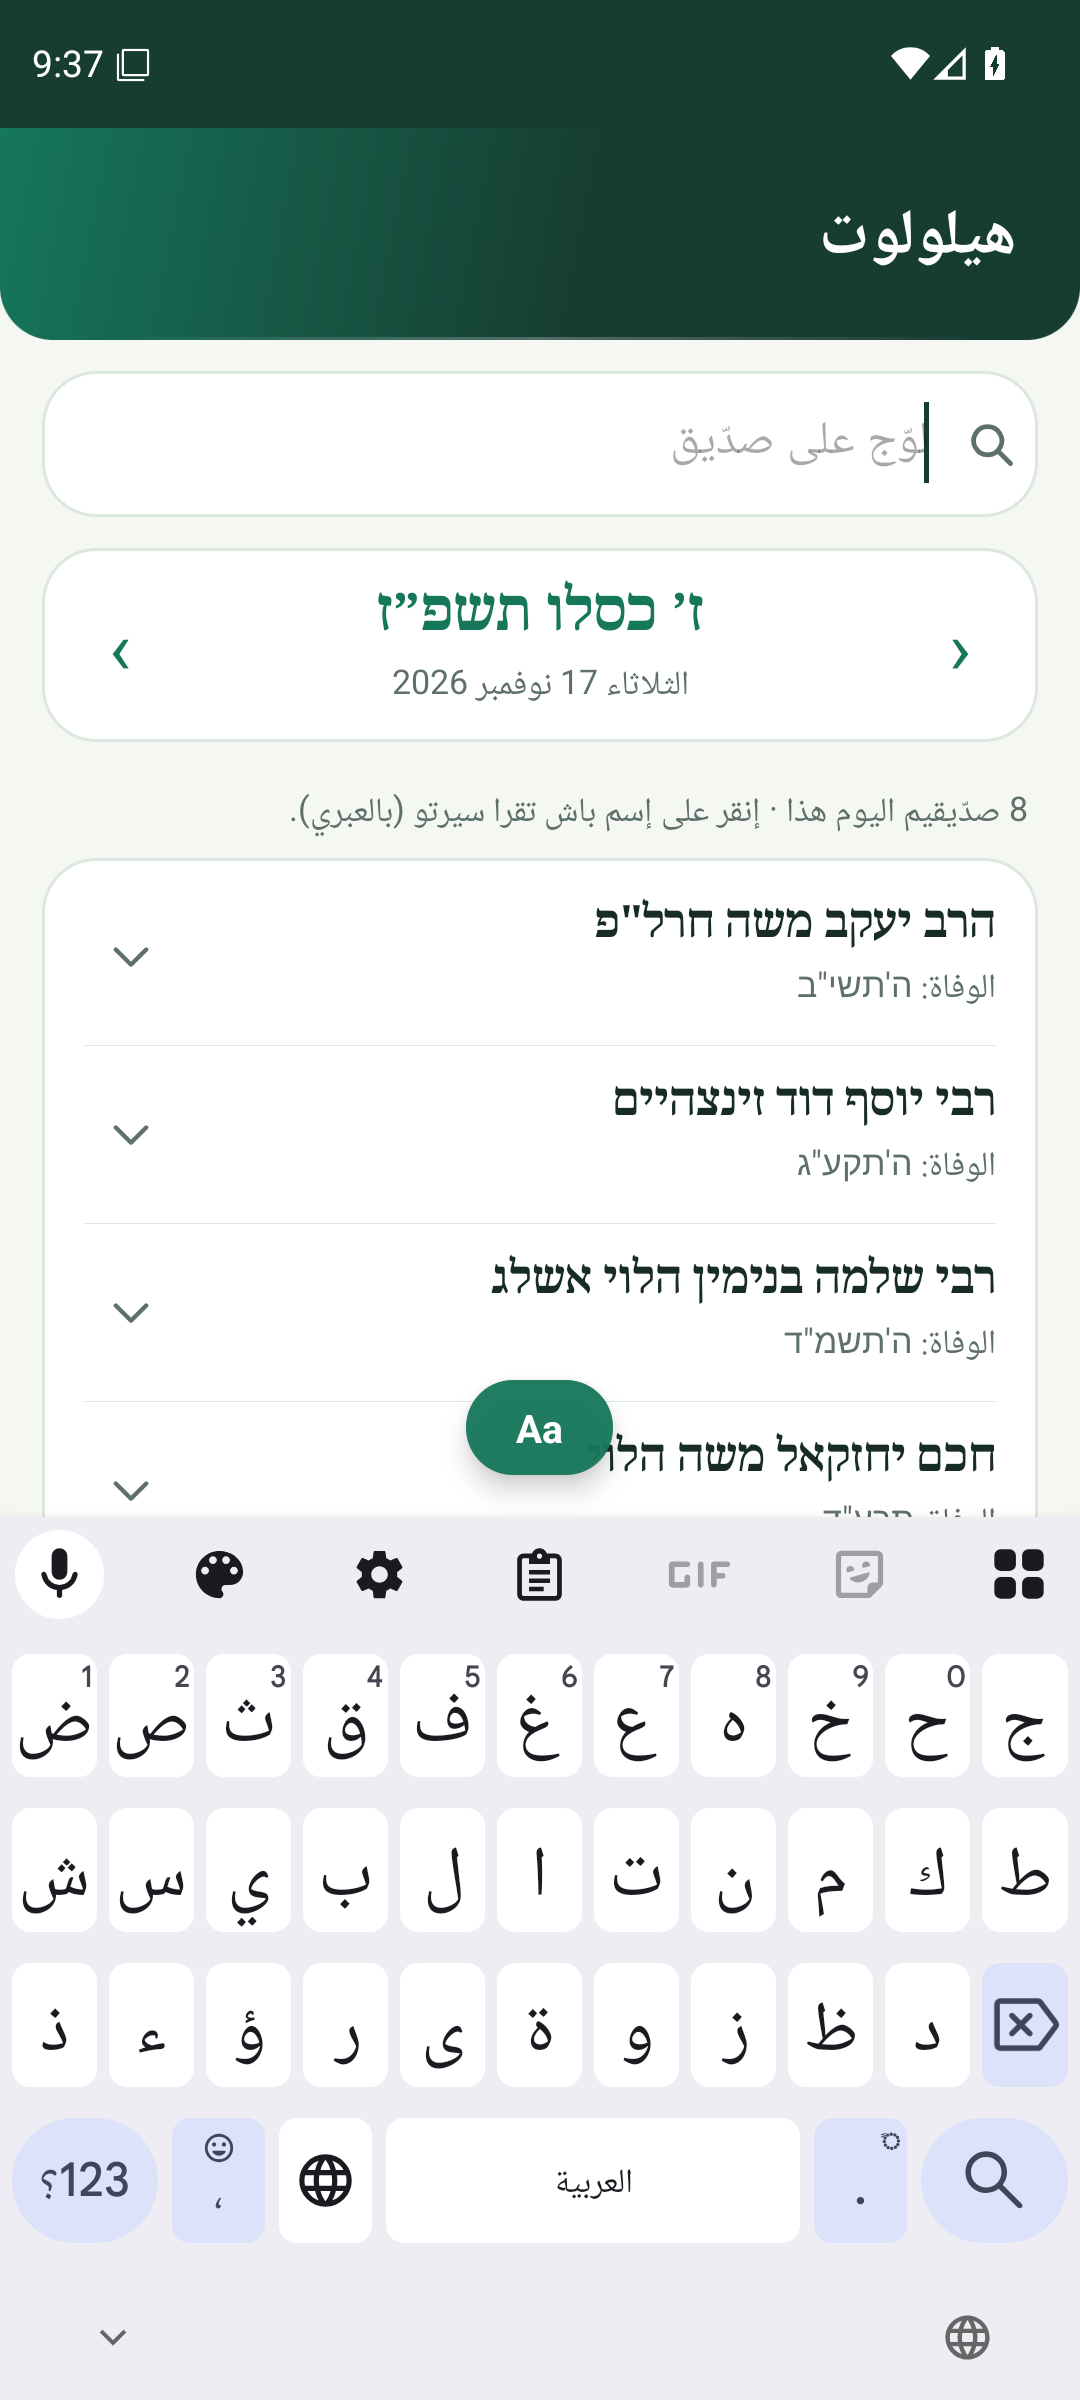 9:37
هيلولوت
لوّج على صدّيق
ז׳ כסלו תשפ״ז
الثلاثاء 17 نوفمبر 2026
8 صدّيقيم اليوم هذا · إنقر على إسم باش تقرا سيرتو (بالعبري).
הרב יעקב משה חרל"פ
الوفاة: ה'תשי"ב
רבי יוסף דוד זינצהיים
الوفاة: ה'תקע"ג
רבי שלמה בנימין הלוי אשלג
الوفاة: ה'תשמ"ד
חכם יחזקאל משה הלוי
Aa
GIF
1 2 3 4 5 6 7 8 9 0
ض ص ث ق ف غ ع ه خ ح ج
ش س ي ب ل ا ت ن م ك ط
ذ ء ؤ ر ى ة و ز ظ د
؟123 ، العربية .